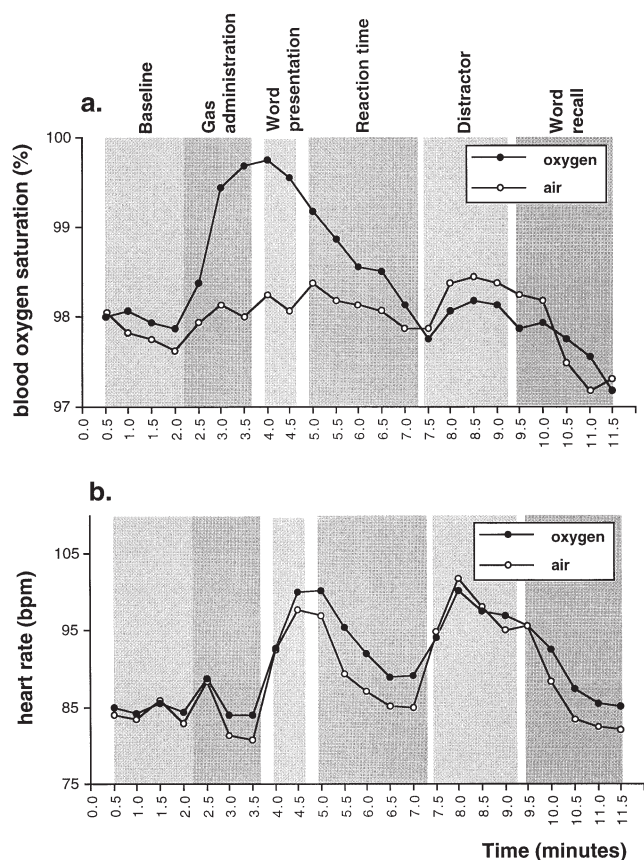 a.
Baseline
Gas
administration
Word
presentation
Reaction time
Distractor
Word
recall
blood oxygen saturation (%)
100
99
98
97
oxygen
air
0.0 0.5 1.0 1.5 2.0 2.5 3.0 3.5 4.0 4.5 5.0 5.5 6.0 6.5 7.0 7.5 8.0 8.5 9.0 9.5 10.0 10.5 11.0 11.5
b.
heart rate (bpm)
105
95
85
75
oxygen
air
0.0 0.5 1.0 1.5 2.0 2.5 3.0 3.5 4.0 4.5 5.0 5.5 6.0 6.5 7.0 7.5 8.0 8.5 9.0 9.5 10.0 10.5 11.0 11.5
Time (minutes)